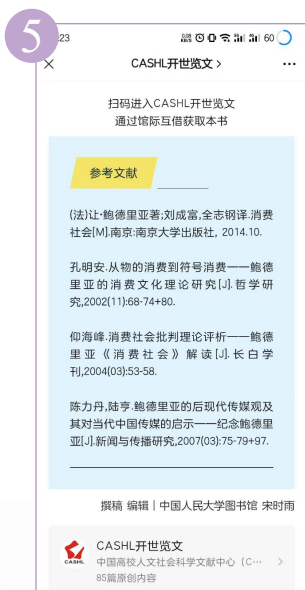 5
:23
60
CASHL开世览文 >
扫码进入CASHL开世览文
通过馆际互借获取本书
参考文献
(法)让·鲍德里亚著;刘成富,全志钢译.消费
社会[M].南京:南京大学出版社, 2014.10.
孔明安.从物的消费到符号消费——鲍德
里亚的消费文化理论研究[J].哲学研
究,2002(11):68-74+80.
仰海峰.消费社会批判理论评析——鲍德
里亚《消费社会》解读[J].长白学
刊,2004(03):53-58.
陈力丹,陆亨.鲍德里亚的后现代传媒观及
其对当代中国传媒的启示——纪念鲍德里
亚[J].新闻与传播研究,2007(03):75-79+97.
撰稿 编辑丨中国人民大学图书馆 宋时雨
CASHL
CASHL开世览文
中国高校人文社会科学文献中心（C…
85篇原创内容